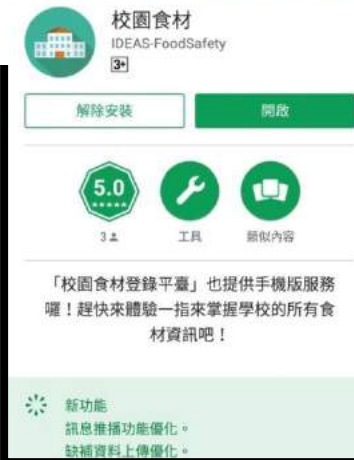 校園食材
IDEAS-FoodSafety
3+
解除安裝
開啟
5.0
3
工具
類似內容
「校園食材登錄平臺」也提供手機版服務
囉！趕快來體驗一指來掌握學校的所有食
材資訊吧！
新功能
訊息推播功能優化。
缺補資料上傳優化。